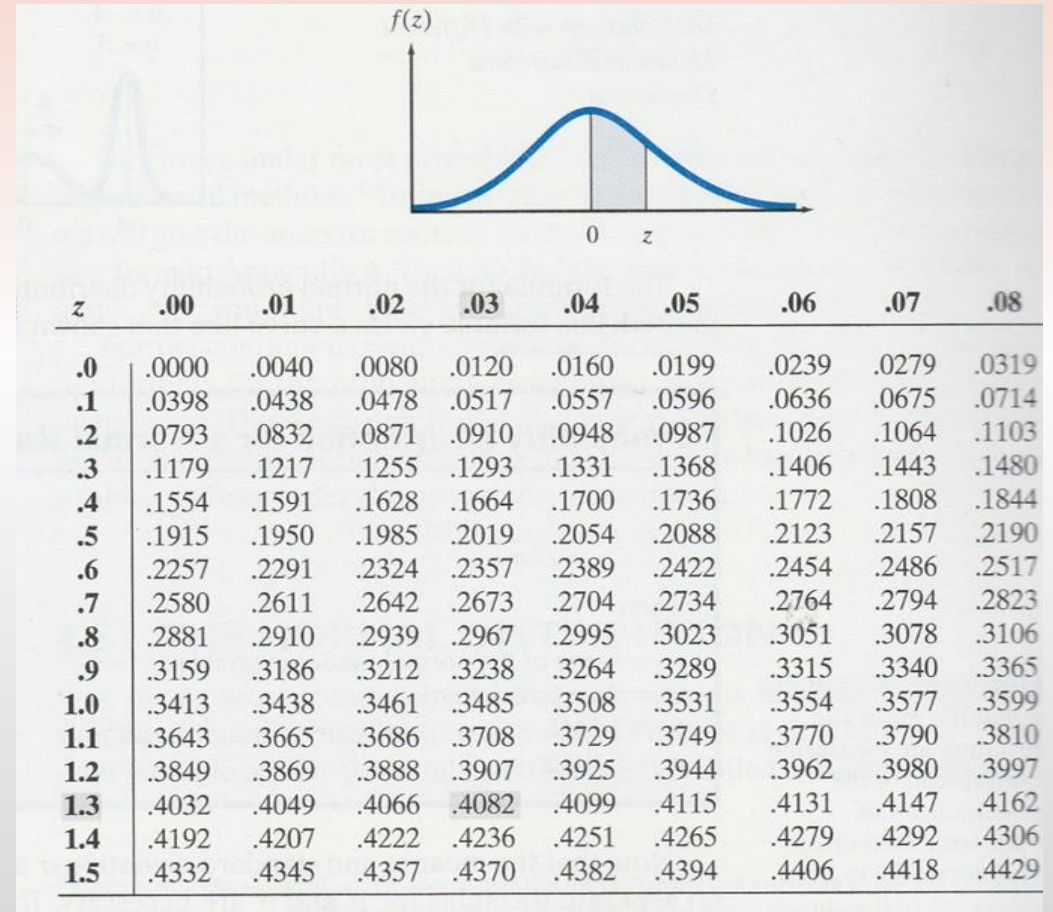 f(z)
0 z
z .00 .01 .02 .03 .04 .05 .06 .07 .08
.0 .0000 .0040 .0080 .0120 .0160 .0199 .0239 .0279 .0319
.1 .0398 .0438 .0478 .0517 .0557 .0596 .0636 .0675 .0714
.2 .0793 .0832 .0871 .0910 .0948 .0987 .1026 .1064 .1103
.3 .1179 .1217 .1255 .1293 .1331 .1368 .1406 .1443 .1480
.4 .1554 .1591 .1628 .1664 .1700 .1736 .1772 .1808 .1844
.5 .1915 .1950 .1985 .2019 .2054 .2088 .2123 .2157 .2190
.6 .2257 .2291 .2324 .2357 .2389 .2422 .2454 .2486 .2517
.7 .2580 .2611 .2642 .2673 .2704 .2734 .2764 .2794 .2823
.8 .2881 .2910 .2939 .2967 .2995 .3023 .3051 .3078 .3106
.9 .3159 .3186 .3212 .3238 .3264 .3289 .3315 .3340 .3365
1.0 .3413 .3438 .3461 .3485 .3508 .3531 .3554 .3577 .3599
1.1 .3643 .3665 .3686 .3708 .3729 .3749 .3770 .3790 .3810
1.2 .3849 .3869 .3888 .3907 .3925 .3944 .3962 .3980 .3997
1.3 .4032 .4049 .4066 .4082 .4099 .4115 .4131 .4147 .4162
1.4 .4192 .4207 .4222 .4236 .4251 .4265 .4279 .4292 .4306
1.5 .4332 .4345 .4357 .4370 .4382 .4394 .4406 .4418 .4429